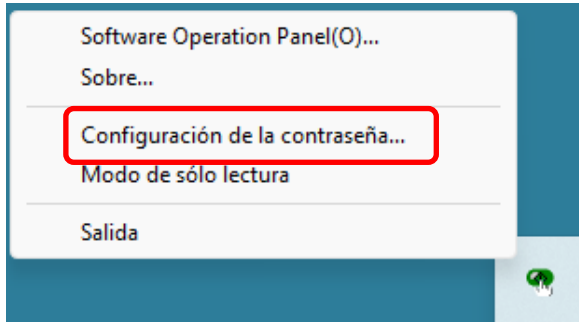 Software Operation Panel(O)...
Sobre...
Configuración de la contraseña...
Modo de sólo lectura
Salida